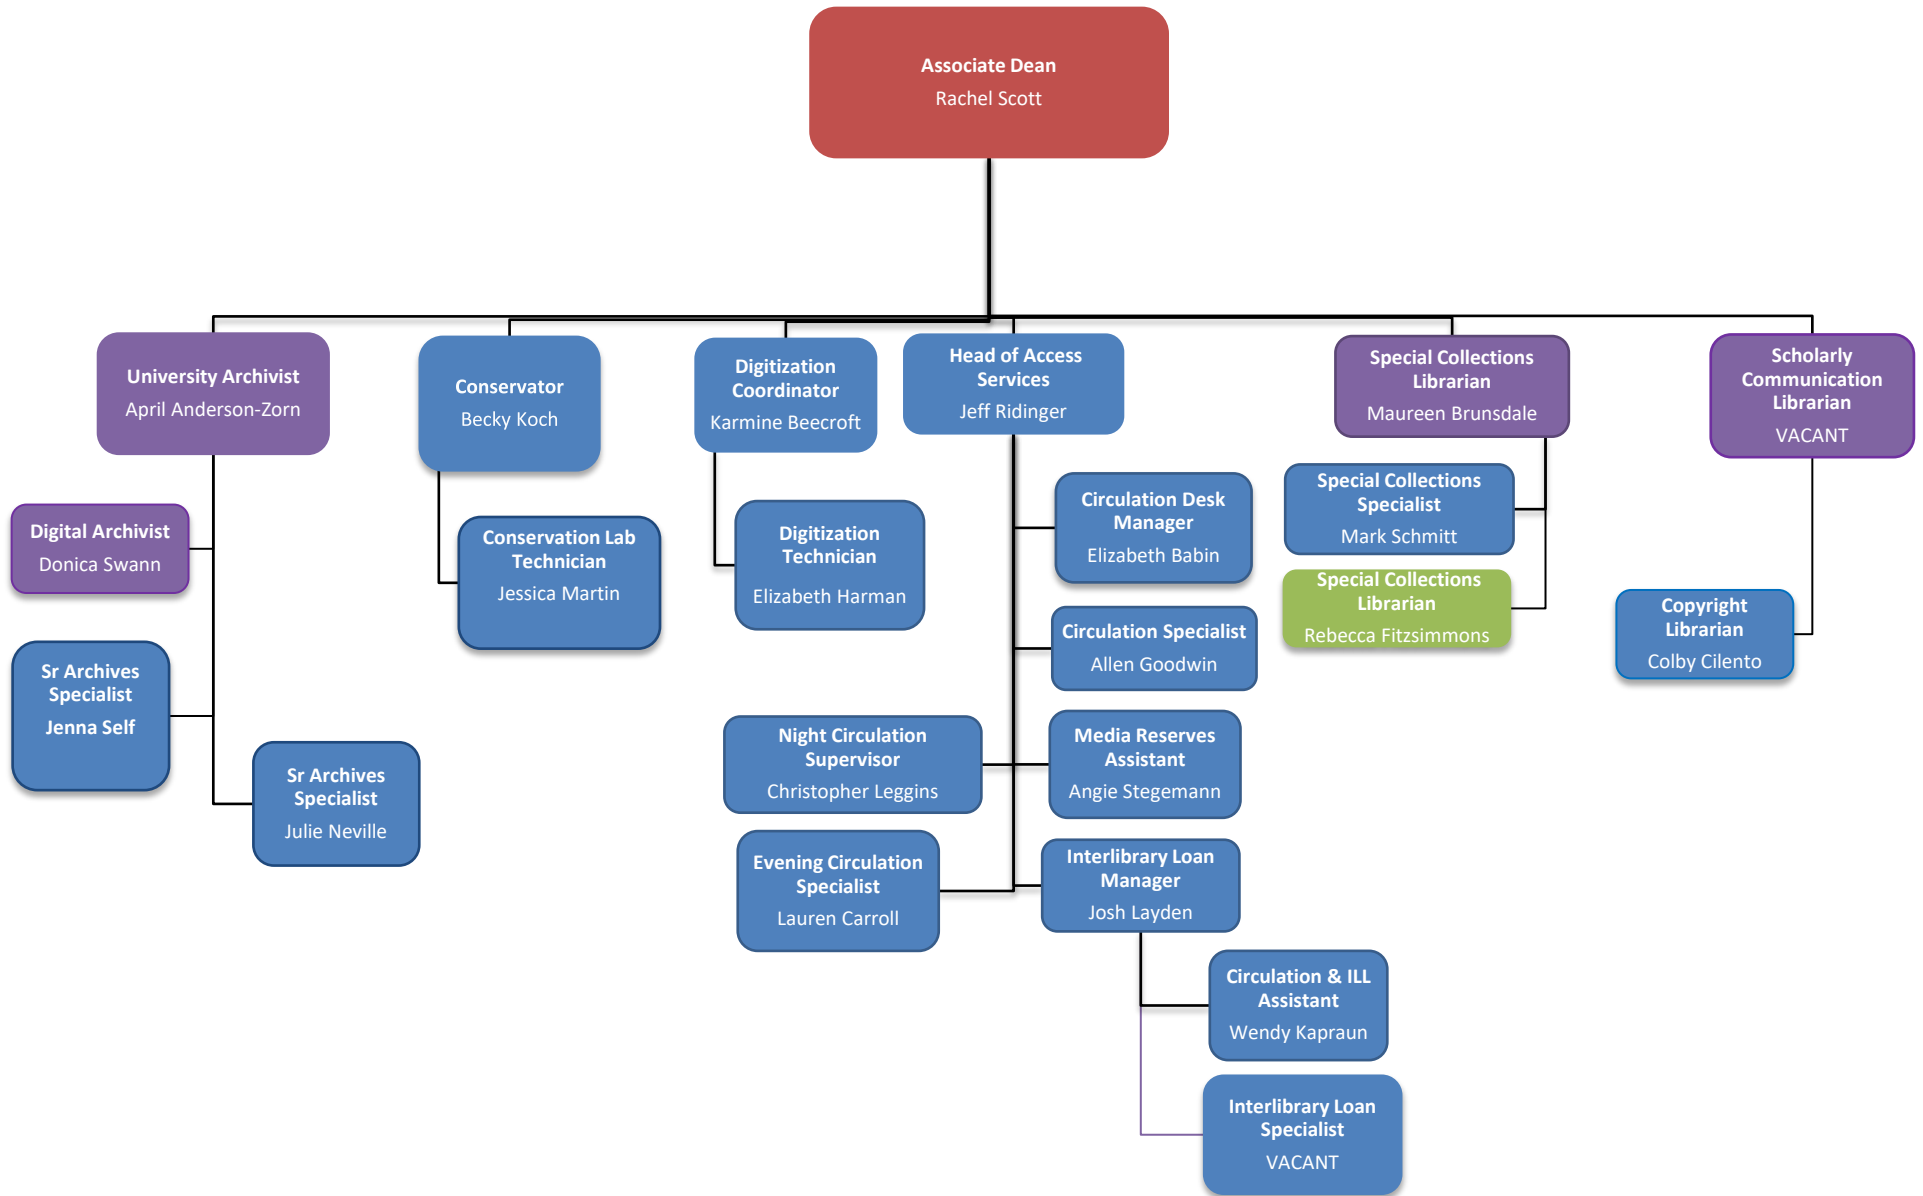 Associate Dean
Rachel Scott
University Archivist
April Anderson-Zorn
Conservator
Becky Koch
Digitization
Coordinator
Karmine Beecroft
Head of Access
Services
Jeff Ridinger
Special Collections
Librarian
Maureen Brunsdale
Scholarly
Communication
Librarian
VACANT
Digital Archivist
Donica Swann
Sr Archives
Specialist
Jenna Self
Sr Archives
Specialist
Julie Neville
Conservation Lab
Technician
Jessica Martin
Digitization
Technician
Elizabeth Harman
Circulation Desk
Manager
Elizabeth Babin
Circulation Specialist
Allen Goodwin
Night Circulation
Supervisor
Christopher Leggins
Media Reserves
Assistant
Angie Stegemann
Evening Circulation
Specialist
Lauren Carroll
Interlibrary Loan
Manager
Josh Layden
Circulation & ILL
Assistant
Wendy Kapraun
Interlibrary Loan
Specialist
VACANT
Special Collections
Specialist
Mark Schmitt
Special Collections
Librarian
Rebecca Fitzsimmons
Copyright
Librarian
Colby Cilento